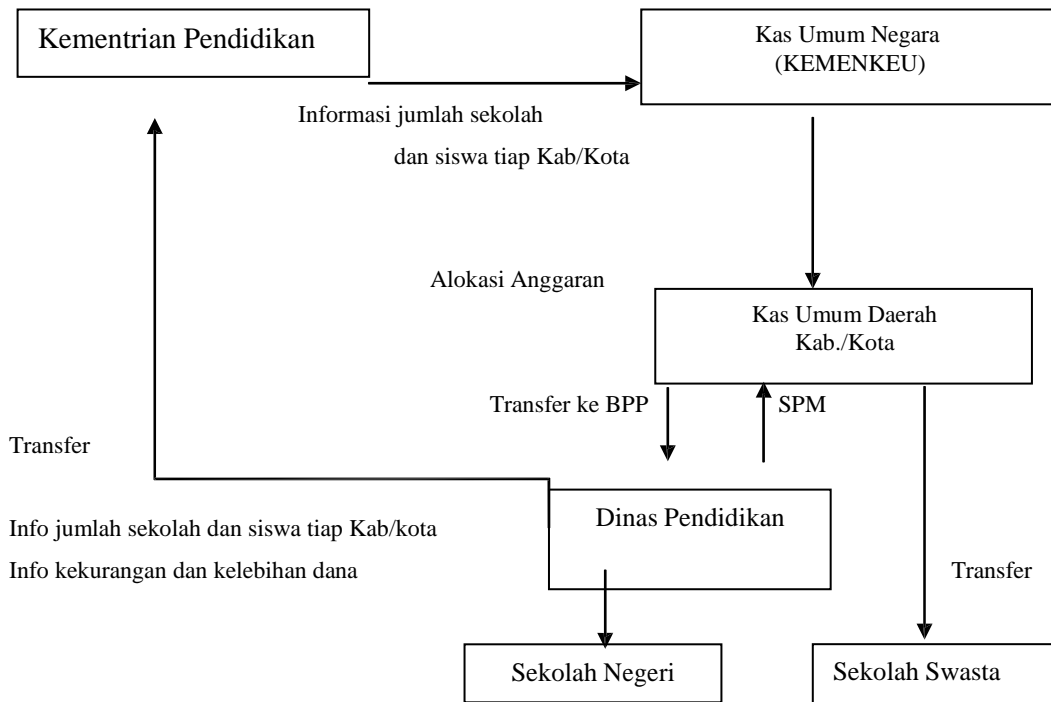 Kementrian Pendidikan
Kas Umum Negara
(KEMENKEU)
Informasi jumlah sekolah
dan siswa tiap Kab/Kota
Alokasi Anggaran
Kas Umum Daerah
Kab./Kota
Transfer ke BPP
SPM
Transfer
Dinas Pendidikan
Info jumlah sekolah dan siswa tiap Kab/kota
Info kekurangan dan kelebihan dana
Transfer
Sekolah Negeri
Sekolah Swasta